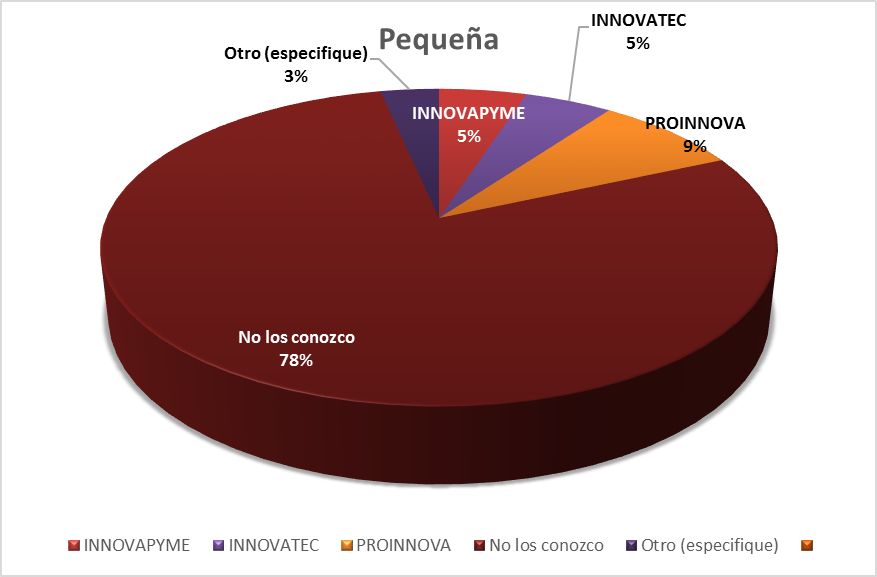 Pequeña
INNOVATEC
5%
Otro (especifique)
3%
INNOVAPYME
5%
PROINNOVA
9%
No los conozco
78%
INNOVAPYME INNOVATEC PROINNOVA No los conozco Otro (especifique)